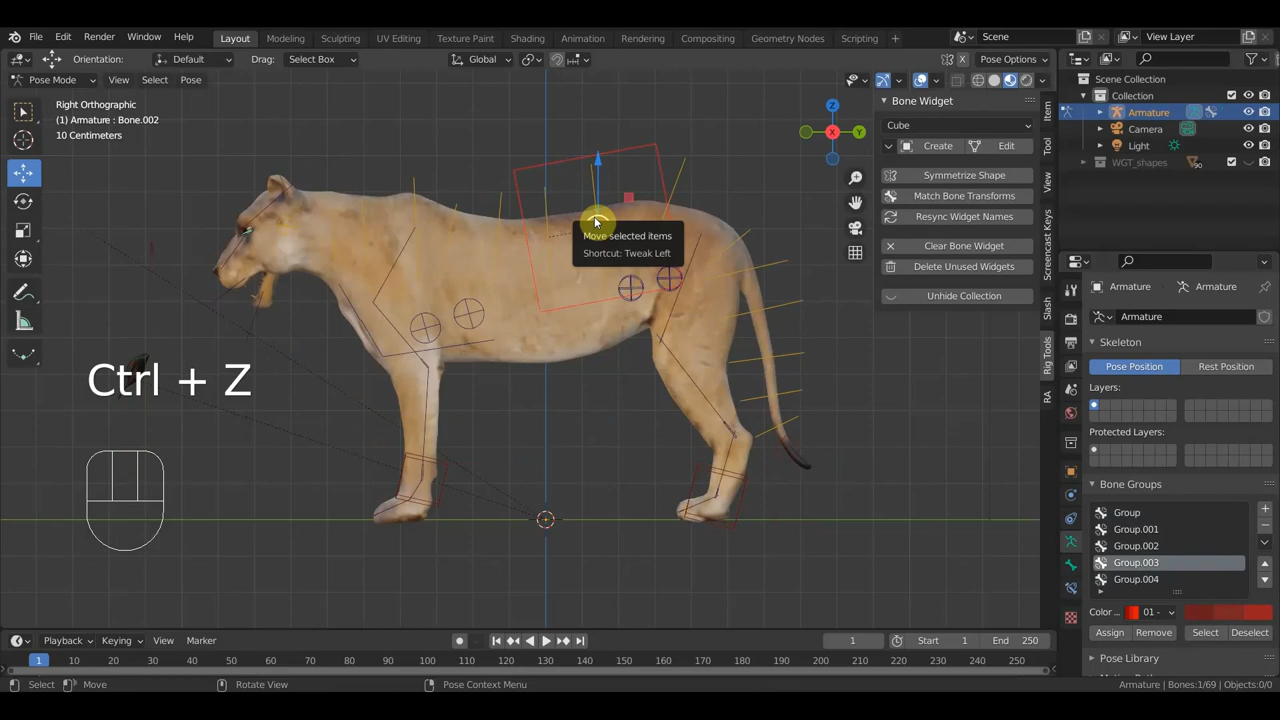 File Edit Render Window Help Layout Modeling Sculpting UV Editing Texture Paint Shading Animation Rendering Compositing Geometry Nodes Scripting + Scene View Layer
Orientation: Default Drag: Select Box Global Pose Options
Pose Mode View Select Pose
Right Orthographic
(1) Armature : Bone.002
10 Centimeters
Z
X
Y
Move selected items
Shortcut: Tweak Left
Ctrl + Z
Bone Widget
Cube
Create Edit
Symmetrize Shape
Match Bone Transforms
Resync Widget Names
Clear Bone Widget
Delete Unused Widgets
Unhide Collection
Item
Tool
View
Screencast Keys
Slash
Rig Tools
RA
Scene Collection
Collection
Armature
Camera
Light
WGT_shapes 90
Armature Armature
Armature
Skeleton
Pose Position Rest Position
Layers:
Protected Layers:
Bone Groups
Group
Group.001
Group.002
Group.003
Group.004
Color ... 01 -
Assign Remove Select Deselect
Pose Library
Playback Keying View Marker 1 Start 1 End 250
1 10 20 30 40 50 60 70 80 90 100 110 120 130 140 150 160 170 180 190 200 210 220 230 240 250
Select Move Rotate View Pose Context Menu Armature | Bones:1/69 | Objects:0/0